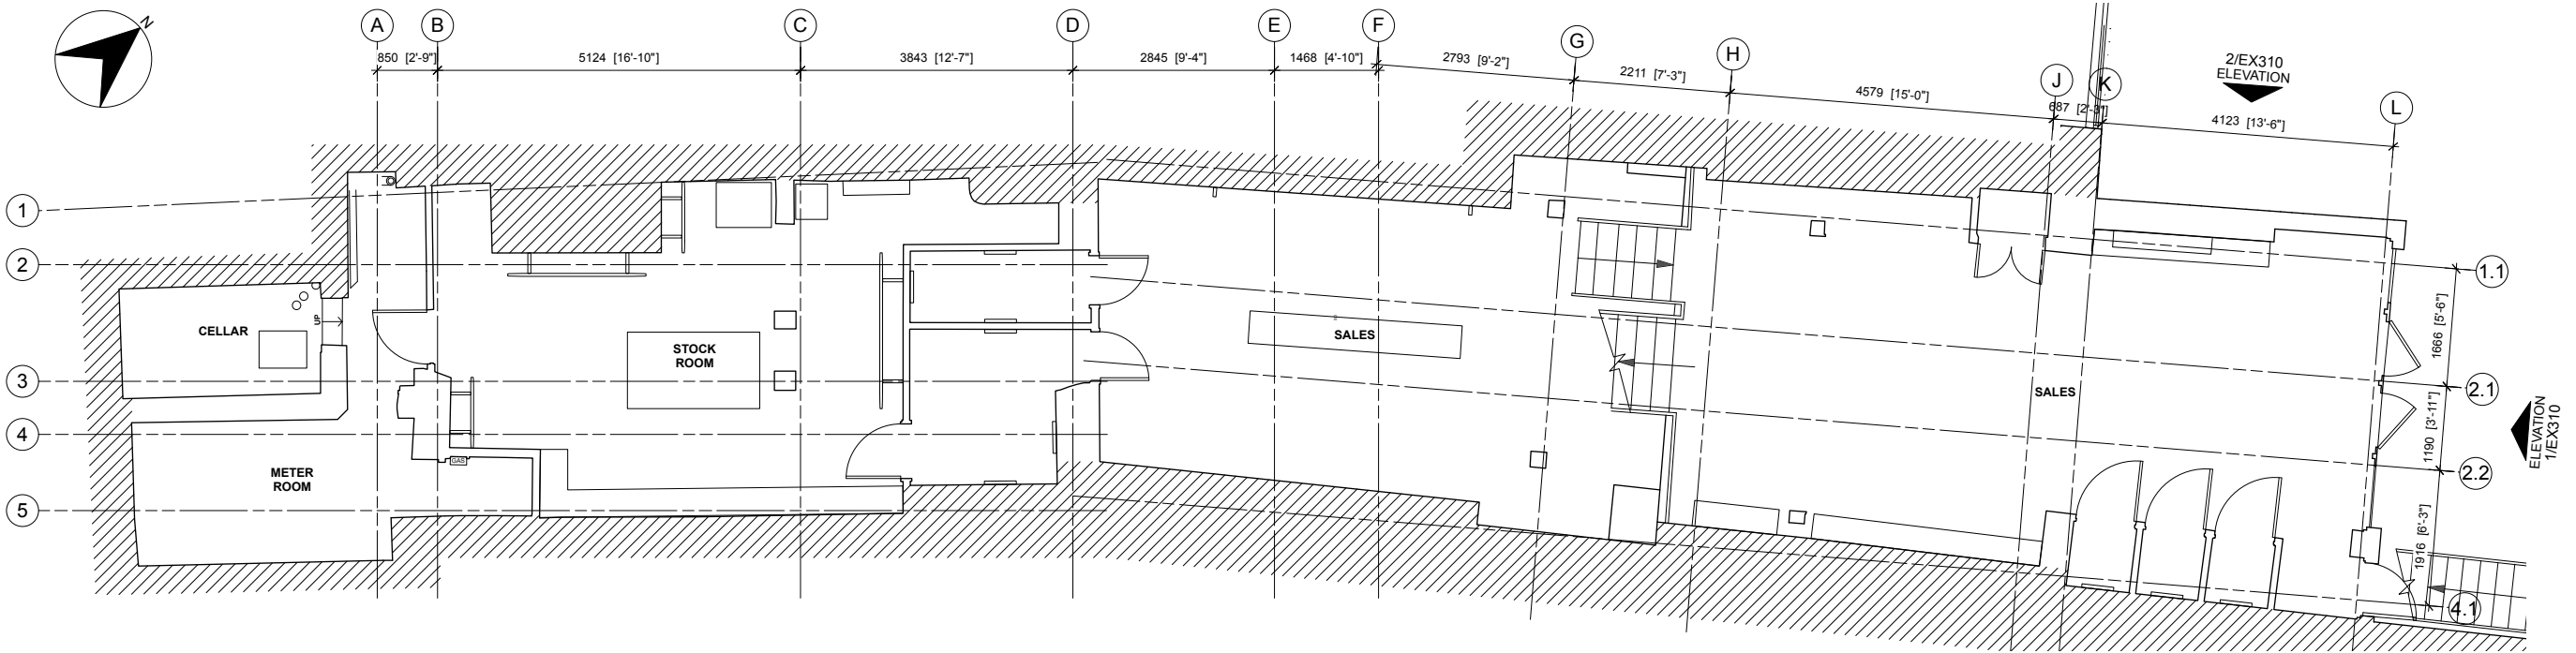 N
A
B
C
D
E
F
G
H
J
K
L
850 [2'-9"]
5124 [16'-10"]
3843 [12'-7"]
2845 [9'-4"]
1468 [4'-10"]
2793 [9'-2"]
2211 [7'-3"]
4579 [15'-0"]
687 [2'-3"]
4123 [13'-6"]
2/EX310
ELEVATION
1
2
3
4
5
CELLAR
UP
STOCK
ROOM
METER
ROOM
GAS
SALES
SALES
1.1
2.1
2.2
4.1
1666 [5'-6"]
1190 [3'-11"]
1916 [6'-3"]
ELEVATION
1/EX310